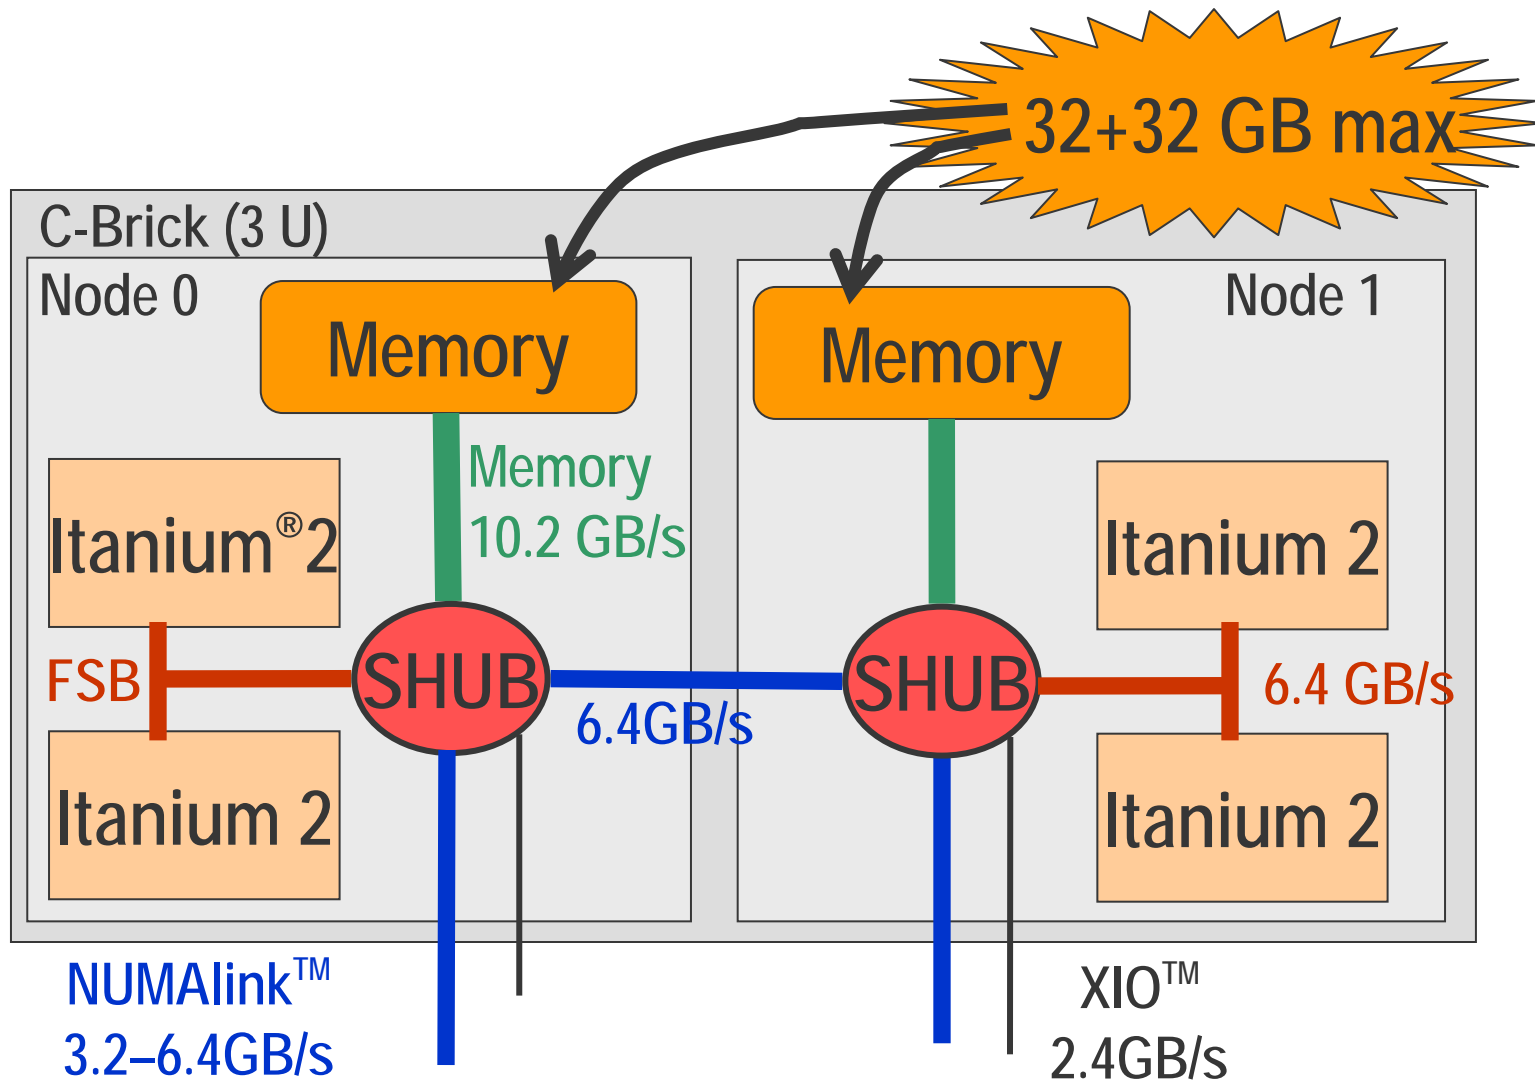 32+32 GB max
C-Brick (3 U)
Node 0
Node 1
Memory
Memory
Memory
10.2 GB/s
Itanium®2
Itanium 2
SHUB
SHUB
FSB
6.4GB/s
6.4 GB/s
Itanium 2
Itanium 2
NUMAlink™
3.2–6.4GB/s
XIO™
2.4GB/s